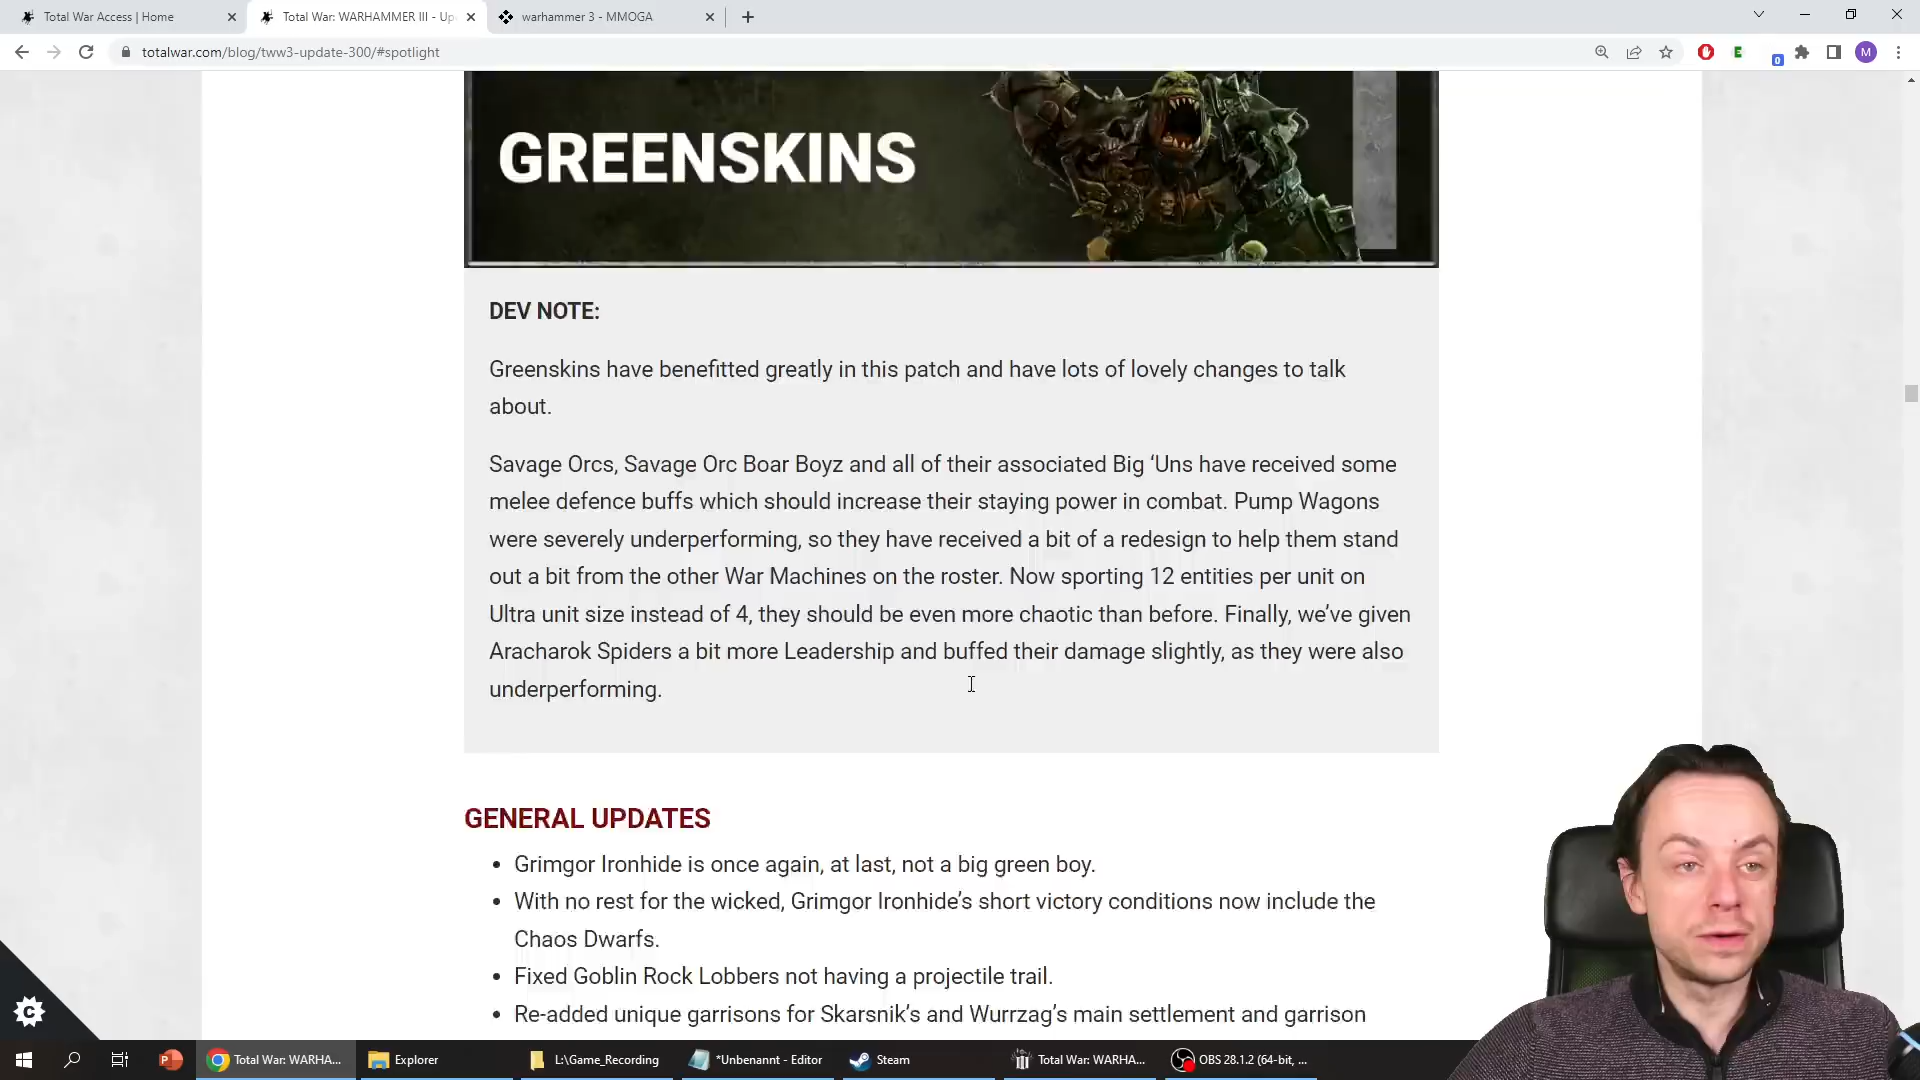 Total War Access | Home
Total War: WARHAMMER III - Up
warhammer 3 - MMOGA
totalwar.com/blog/tww3-update-300/#spotlight
E
0
M
GREENSKINS
DEV NOTE:
Greenskins have benefitted greatly in this patch and have lots of lovely changes to talk
about.
Savage Orcs, Savage Orc Boar Boyz and all of their associated Big ‘Uns have received some
melee defence buffs which should increase their staying power in combat. Pump Wagons
were severely underperforming, so they have received a bit of a redesign to help them stand
out a bit from the other War Machines on the roster. Now sporting 12 entities per unit on
Ultra unit size instead of 4, they should be even more chaotic than before. Finally, we’ve given
Aracharok Spiders a bit more Leadership and buffed their damage slightly, as they were also
underperforming.
GENERAL UPDATES
• Grimgor Ironhide is once again, at last, not a big green boy.
• With no rest for the wicked, Grimgor Ironhide’s short victory conditions now include the
Chaos Dwarfs.
• Fixed Goblin Rock Lobbers not having a projectile trail.
• Re-added unique garrisons for Skarsnik’s and Wurrzag’s main settlement and garrison
Total War: WARHA...
Explorer
L:\Game_Recording
*Unbenannt - Editor
Steam
Total War: WARHA...
OBS 28.1.2 (64-bit, ...